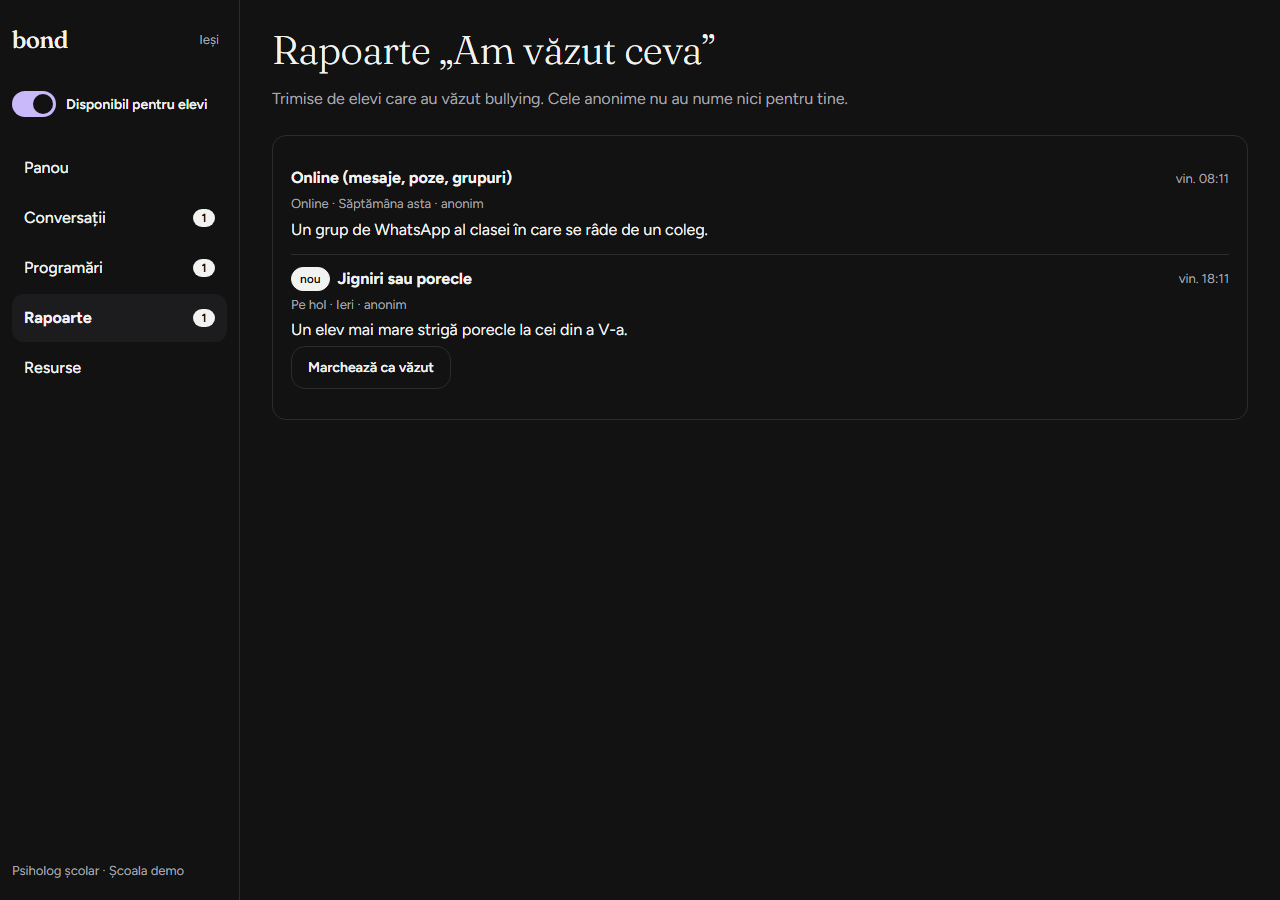 bond
Ieși
Disponibil pentru elevi
Panou
Conversații 1
Programări 1
Rapoarte 1
Resurse
Psiholog școlar · Școala demo
Rapoarte „Am văzut ceva”
Trimise de elevi care au văzut bullying. Cele anonime nu au nume nici pentru tine.
Online (mesaje, poze, grupuri) vin. 08:11
Online · Săptămâna asta · anonim
Un grup de WhatsApp al clasei în care se râde de un coleg.
nou Jigniri sau porecle vin. 18:11
Pe hol · Ieri · anonim
Un elev mai mare strigă porecle la cei din a V-a.
Marchează ca văzut